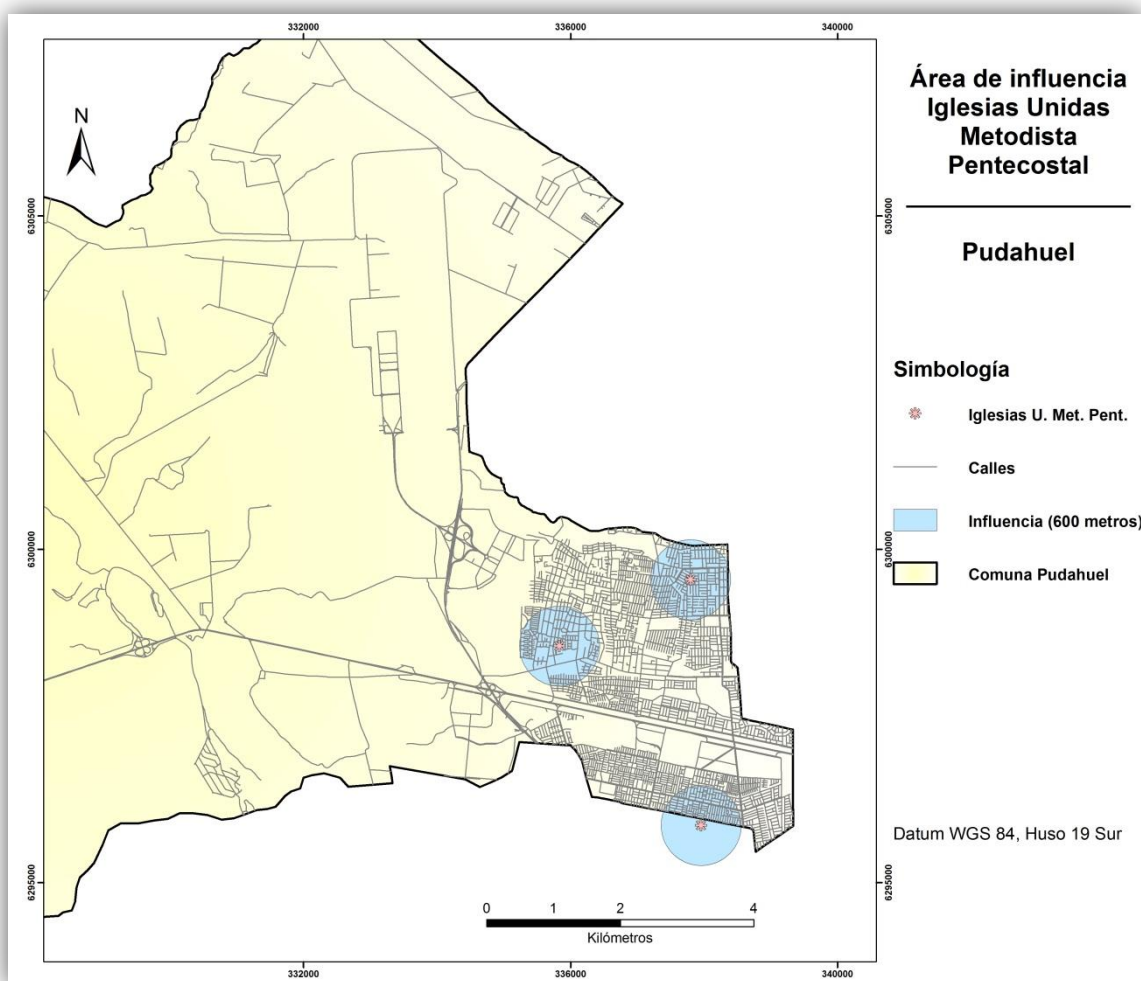 332000
336000
340000
Área de influencia
Iglesias Unidas
Metodista
Pentecostal
N
6305000
6305000
Pudahuel
Simbología
Iglesias U. Met. Pent.
Calles
Influencia (600 metros)
6300000
6300000
Comuna Pudahuel
Datum WGS 84, Huso 19 Sur
6295000
6295000
0 1 2 4
Kilómetros
332000
336000
340000